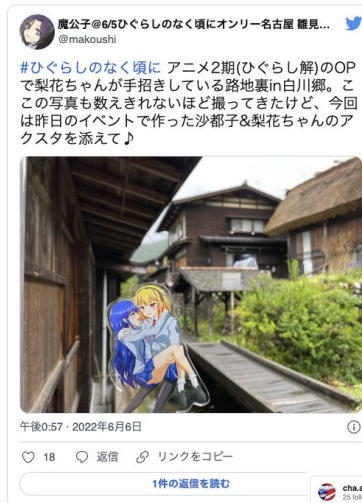 魔公子@6/5ひぐらしのなく頃にオンリー名古屋 雛見...
@makoushi
#ひぐらしのなく頃に アニメ2期(ひぐらし解)のOP
で梨花ちゃんが手招きしている路地裏in白川郷。こ
この写真も数えきれないほど撮ってきたけど、今回
は昨日のイベントで作った沙都子&梨花ちゃんのア
クスタを添えて♪
午後0:57 · 2022年6月6日
18 返信 リンクをコピー
1件の返信を読む
cha.a
25 fol